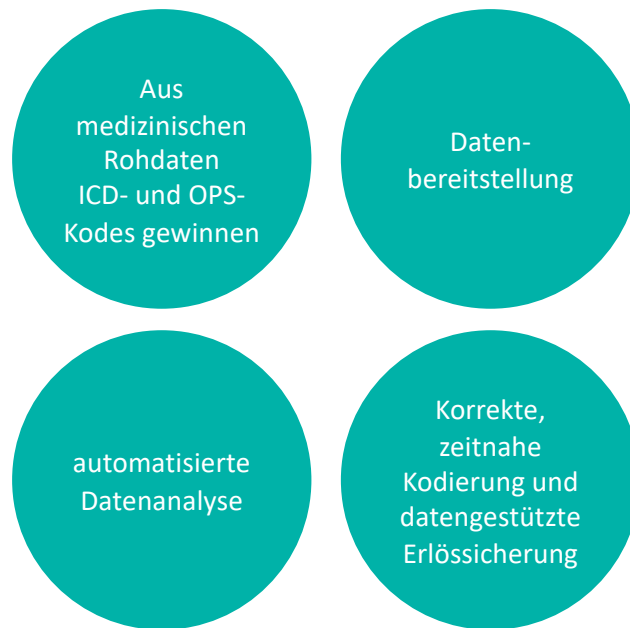 Aus
medizinischen
Rohdaten
ICD- und OPS-
Kodes gewinnen
Daten-
bereitstellung
automatisierte
Datenanalyse
Korrekte,
zeitnahe
Kodierung und
datengestützte
Erlössicherung